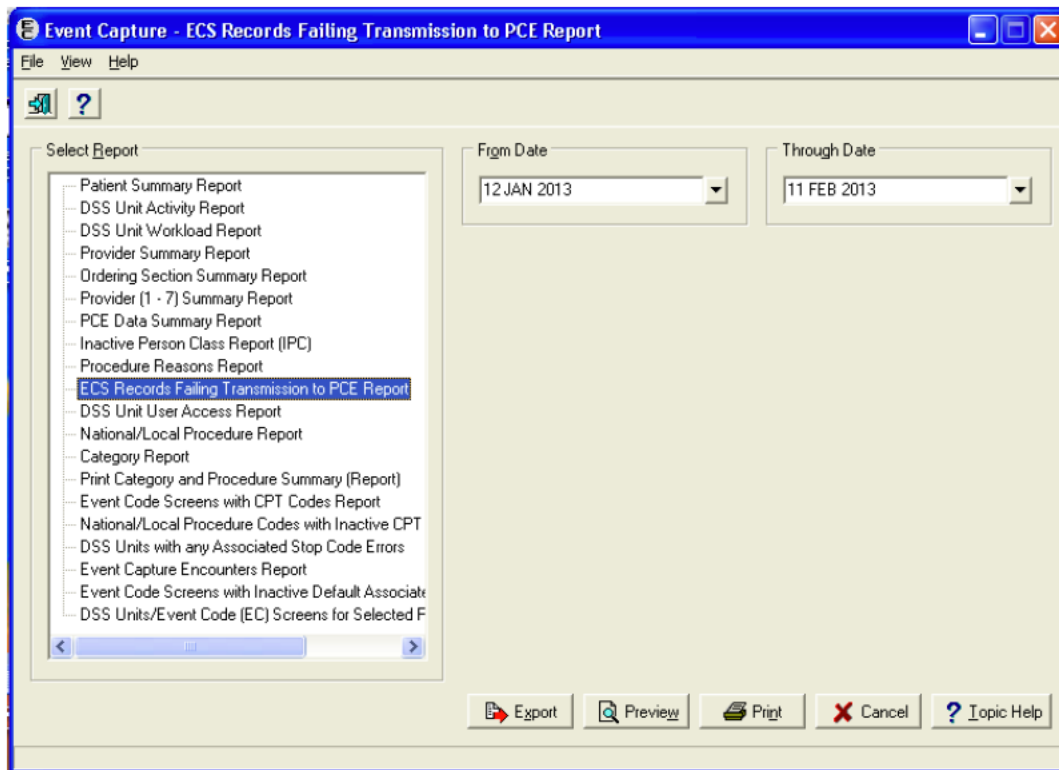 Event Capture - ECS Records Failing Transmission to PCE Report
File View Help
?
Select Report
From Date
Through Date
12 JAN 2013
11 FEB 2013
Patient Summary Report
DSS Unit Activity Report
DSS Unit Workload Report
Provider Summary Report
Ordering Section Summary Report
Provider (1 - 7) Summary Report
PCE Data Summary Report
Inactive Person Class Report (IPC)
Procedure Reasons Report
ECS Records Failing Transmission to PCE Report
DSS Unit User Access Report
National/Local Procedure Report
Category Report
Print Category and Procedure Summary (Report)
Event Code Screens with CPT Codes Report
National/Local Procedure Codes with Inactive CPT
DSS Units with any Associated Stop Code Errors
Event Capture Encounters Report
Event Code Screens with Inactive Default Associate
DSS Units/Event Code (EC) Screens for Selected F
Export Preview Print Cancel ? Topic Help